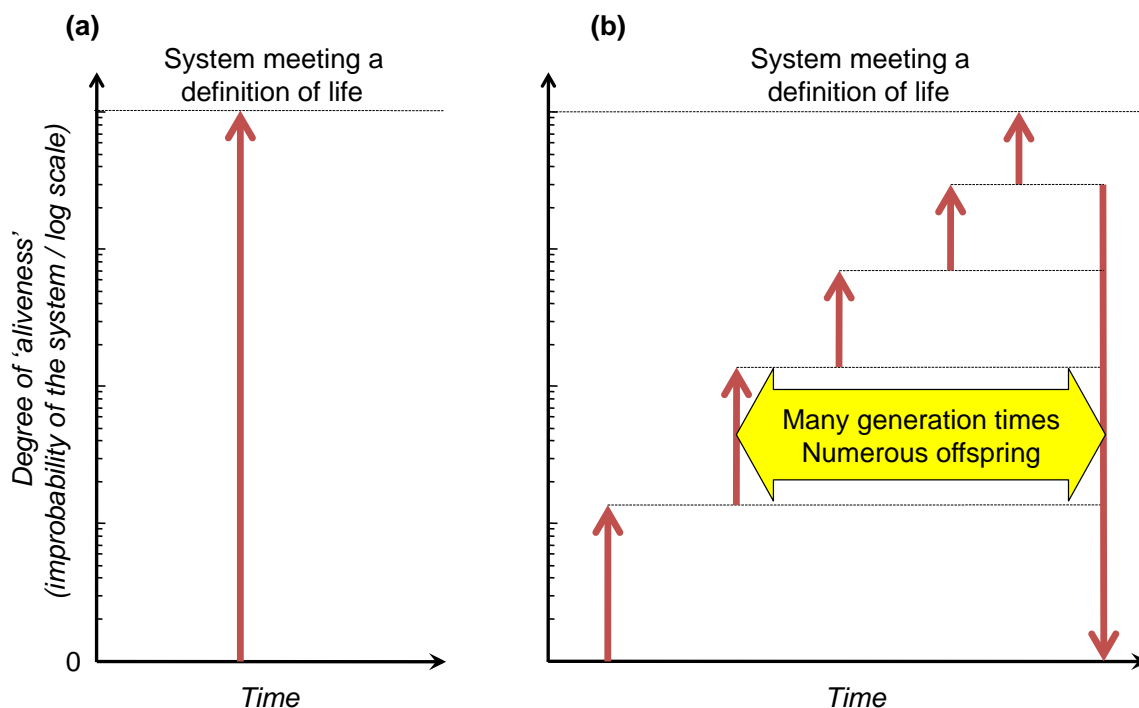 (a)
System meeting a
definition of life
Degree of ‘aliveness’
(improbability of the system / log scale)
0
Time
(b)
System meeting a
definition of life
Many generation times
Numerous offspring
Time